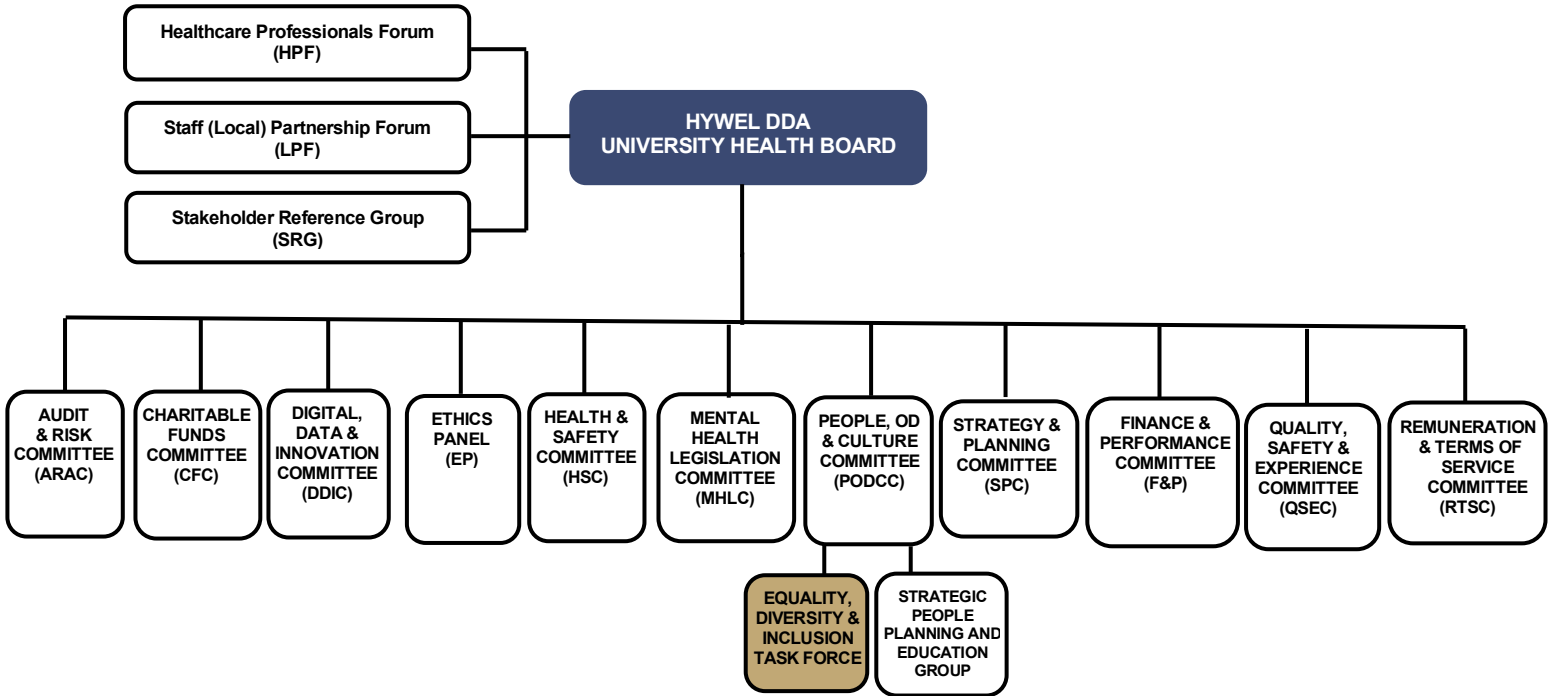 Healthcare Professionals Forum
(HPF)
Staff (Local) Partnership Forum
(LPF)
Stakeholder Reference Group
(SRG)
HYWEL DDA
UNIVERSITY HEALTH BOARD
AUDIT
& RISK
COMMITTEE
(ARAC)
CHARITABLE
FUNDS
COMMITTEE
(CFC)
DIGITAL,
DATA &
INNOVATION
COMMITTEE
(DDIC)
ETHICS
PANEL
(EP)
HEALTH &
SAFETY
COMMITTEE
(HSC)
MENTAL
HEALTH
LEGISLATION
COMMITTEE
(MHLC)
PEOPLE, OD
& CULTURE
COMMITTEE
(PODCC)
STRATEGY &
PLANNING
COMMITTEE
(SPC)
FINANCE &
PERFORMANCE
COMMITTEE
(F&P)
QUALITY,
SAFETY &
EXPERIENCE
COMMITTEE
(QSEC)
REMUNERATION
& TERMS OF
SERVICE
COMMITTEE
(RTSC)
EQUALITY,
DIVERSITY &
INCLUSION
TASK FORCE
STRATEGIC
PEOPLE
PLANNING AND
EDUCATION
GROUP